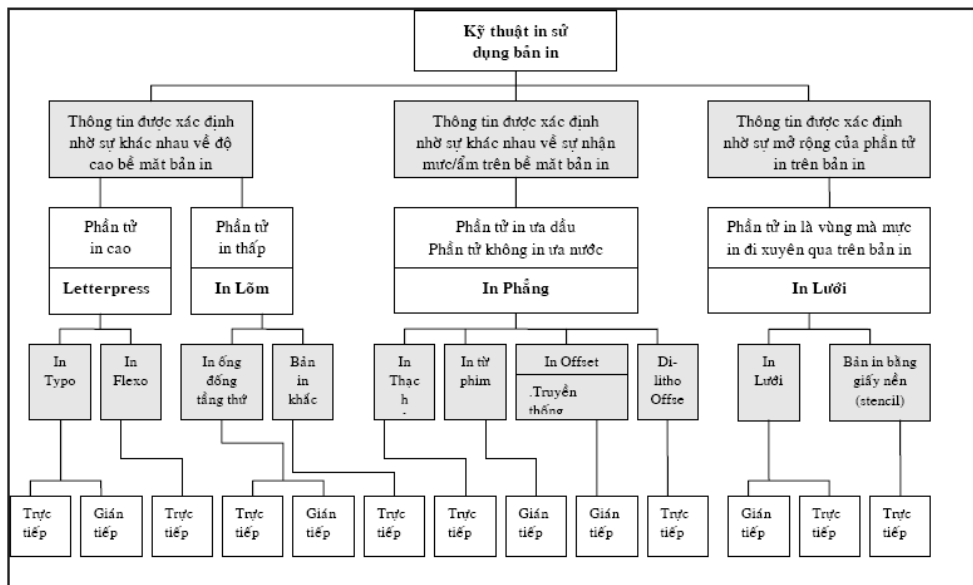 Kỹ thuật in sử
dụng bản in
Thông tin được xác định
nhờ sự khác nhau về độ
cao bề măt bản in
Thông tin được xác định
nhờ sự khác nhau về sự nhận
mưc/ẩm trên bề măt bản in
Thông tin được xác định
nhờ sự mở rộng của phần tử
in trên bản in
Phần tử
in cao
Letterpress
Phần tử
in thấp
In Lõm
Phần tử in ưa dầu
Phần tử không in ưa nước
In Phẳng
Phần tử in là vùng mà mực
in đi xuyên qua trên bản in
In Lưới
In
Typo
In
Flexo
In ống
đống
tầng thứ
Bản
in
khắc
In
Thạc
h
In từ
phim
In Offset
.Truyền
thống
Di-
litho
Offse
In
Lưới
Bản in bằng
giấy nền
(stencil)
Trực
tiếp
Gián
tiếp
Trực
tiếp
Trực
tiếp
Gián
tiếp
Trực
tiếp
Trực
tiếp
Gián
tiếp
Gián
tiếp
Trực
tiếp
Gián
tiếp
Trực
tiếp
Trực
tiếp